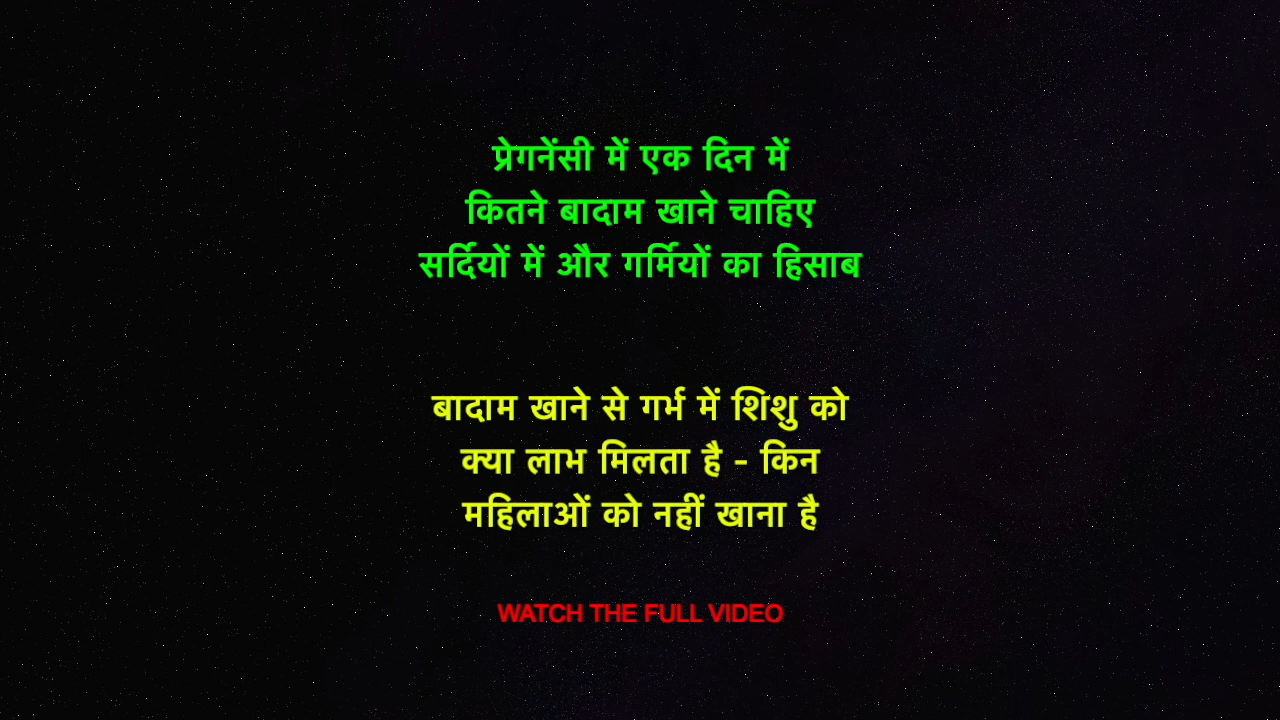 प्रेगनेंसी में एक दिन में
कितने बादाम खाने चाहिए
सर्दियों में और गर्मियों का हिसाब
बादाम खाने से गर्भ में शिशु को
क्या लाभ मिलता है - किन
महिलाओं को नहीं खाना है
WATCH THE FULL VIDEO